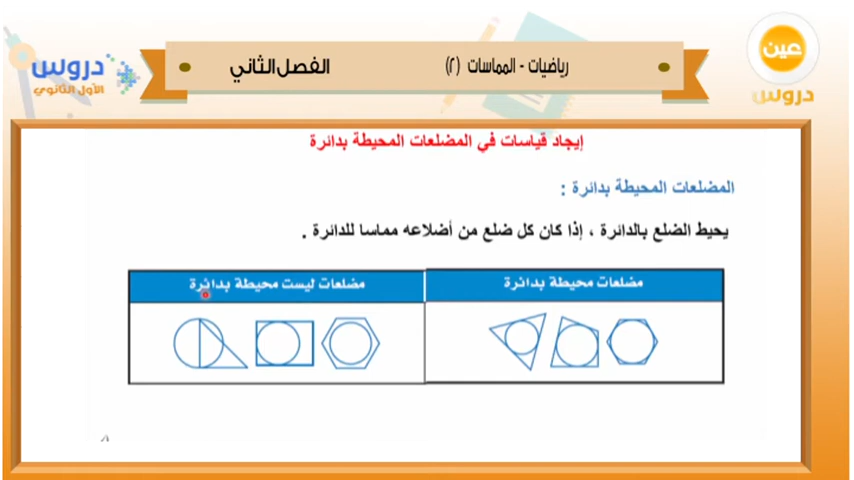 عين
دروس
رياضيات - المماسات (٢)
الفصل الثاني
دروس
الأول الثانوي
إيجاد قياسات في المضلعات المحيطة بدائرة
المضلعات المحيطة بدائرة :
يحيط الضلع بالدائرة ، إذا كان كل ضلع من أضلاعه مماسا للدائرة .
مضلعات محيطة بدائرة
مضلعات ليست محيطة بدائرة